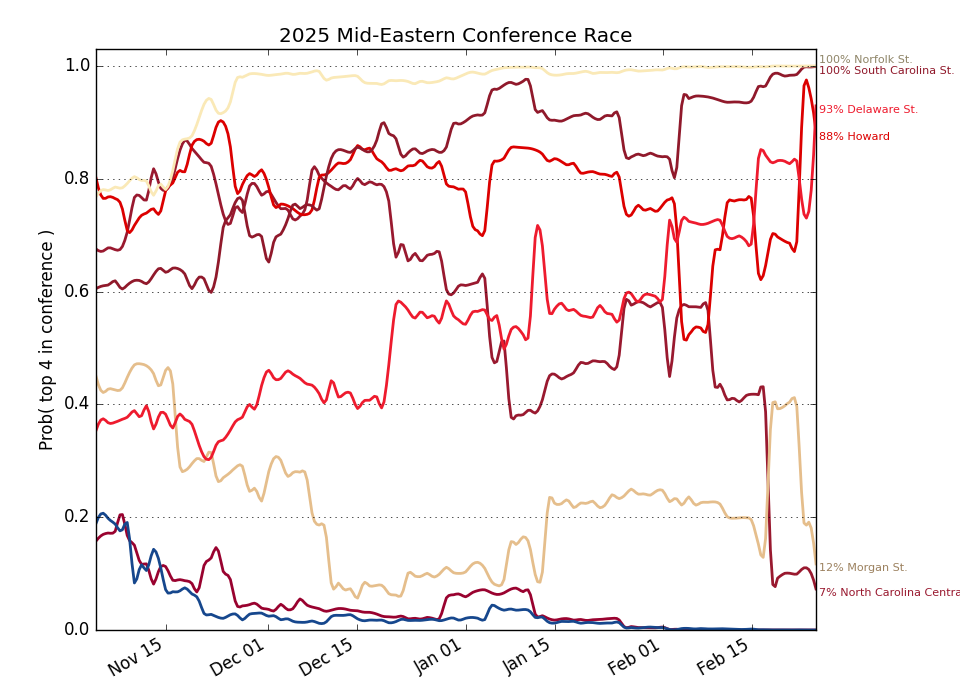 2025 Mid-Eastern Conference Race
Prob( top 4 in conference )
1.0
0.8
0.6
0.4
0.2
0.0
Nov 15
Dec 01
Dec 15
Jan 01
Jan 15
Feb 01
Feb 15
100% Norfolk St.
100% South Carolina St.
93% Delaware St.
88% Howard
12% Morgan St.
7% North Carolina Centra